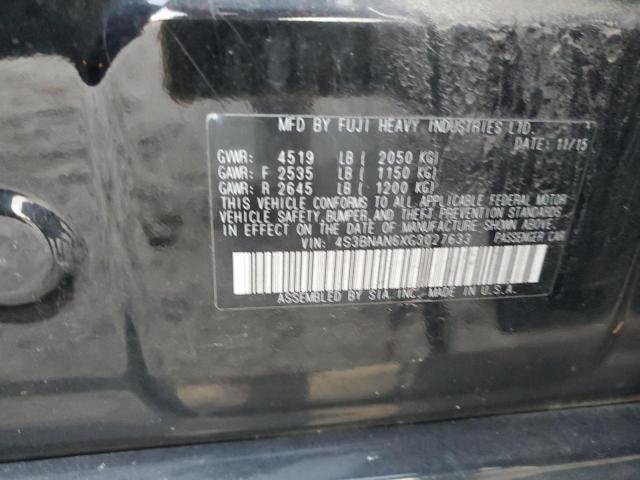 MFD BY FUJI HEAVY INDUSTRIES LTD.
DATE: 11/15
GVWR: 4519 LB( 2050 KG)
GAWR: F 2535 LB( 1150 KG)
GAWR: R 2645 LB( 1200 KG)
THIS VEHICLE CONFORMS TO ALL APPLICABLE FEDERAL MOTOR
VEHICLE SAFETY, BUMPER, AND THEFT PREVENTION STANDARDS
IN EFFECT ON THE DATE OF MANUFACTURE SHOWN ABOVE.
VIN: 4S3BNAN6XG3027633 PASSENGER CAR
ASSEMBLED BY SIA INC. MADE IN U.S.A.